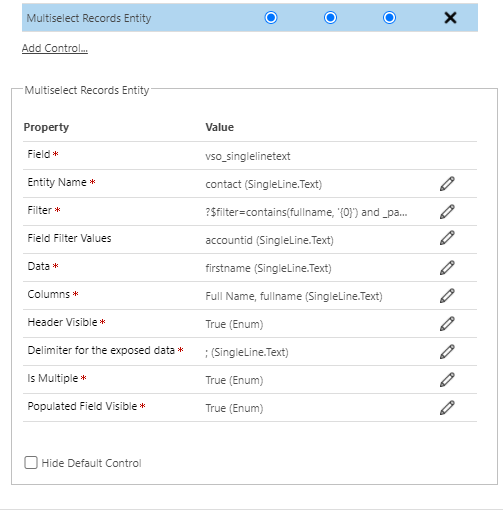 Multiselect Records Entity
Add Control...
Multiselect Records Entity
Property Value
Field * vso_singlelinetext
Entity Name * contact (SingleLine.Text)
Filter * ?$filter=contains(fullname, '{0}') and _pa...
Field Filter Values accountid (SingleLine.Text)
Data * firstname (SingleLine.Text)
Columns * Full Name, fullname (SingleLine.Text)
Header Visible * True (Enum)
Delimiter for the exposed data * ; (SingleLine.Text)
Is Multiple * True (Enum)
Populated Field Visible * True (Enum)
Hide Default Control